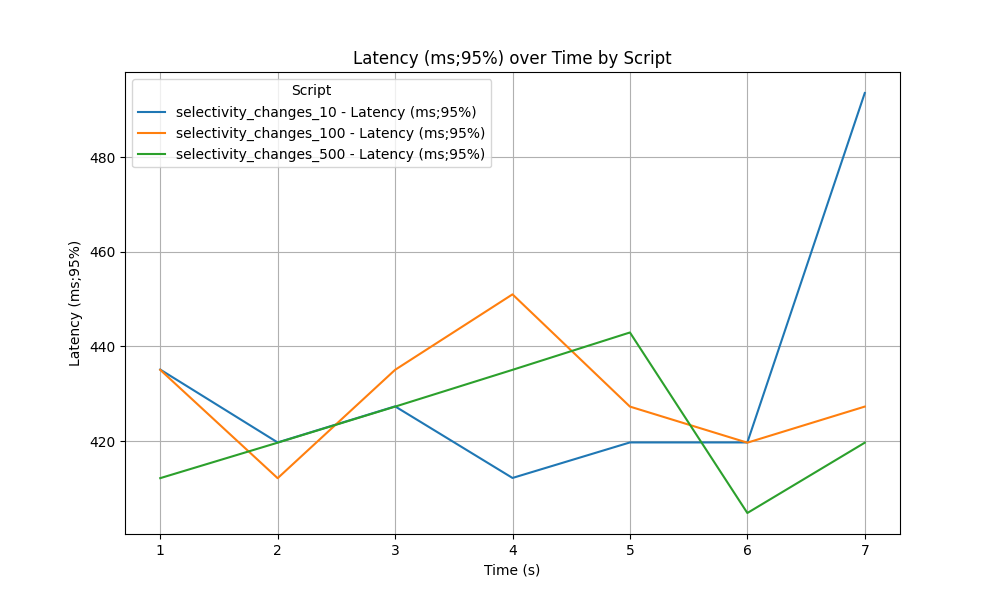 Latency (ms;95%) over Time by Script
Script
selectivity_changes_10 - Latency (ms;95%)
selectivity_changes_100 - Latency (ms;95%)
selectivity_changes_500 - Latency (ms;95%)
Latency (ms;95%)
480
460
440
420
1 2 3 4 5 6 7
Time (s)